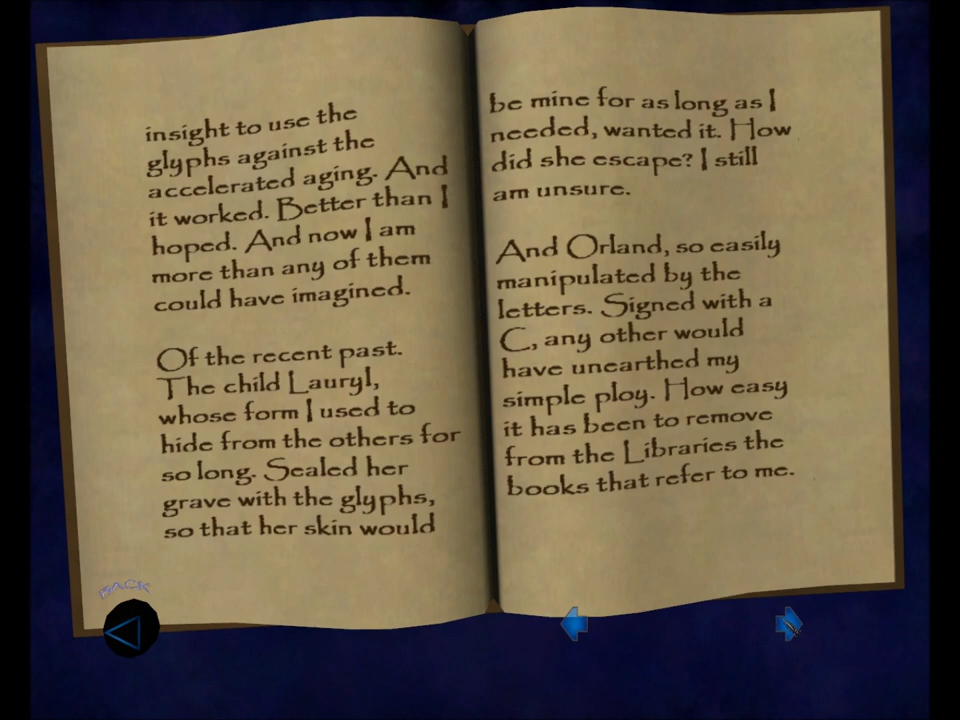 insight to use the
glyphs against the
accelerated aging. And
it worked. Better than I
hoped. And now I am
more than any of them
could have imagined.
Of the recent past.
The child Lauryl,
whose form I used to
hide from the others for
so long. Sealed her
grave with the glyphs,
so that her skin would
be mine for as long as I
needed, wanted it. How
did she escape? I still
am unsure.
And Orland, so easily
manipulated by the
letters. Signed with a
C, any other would
have unearthed my
simple ploy. How easy
it has been to remove
from the Libraries the
books that refer to me.
BACK